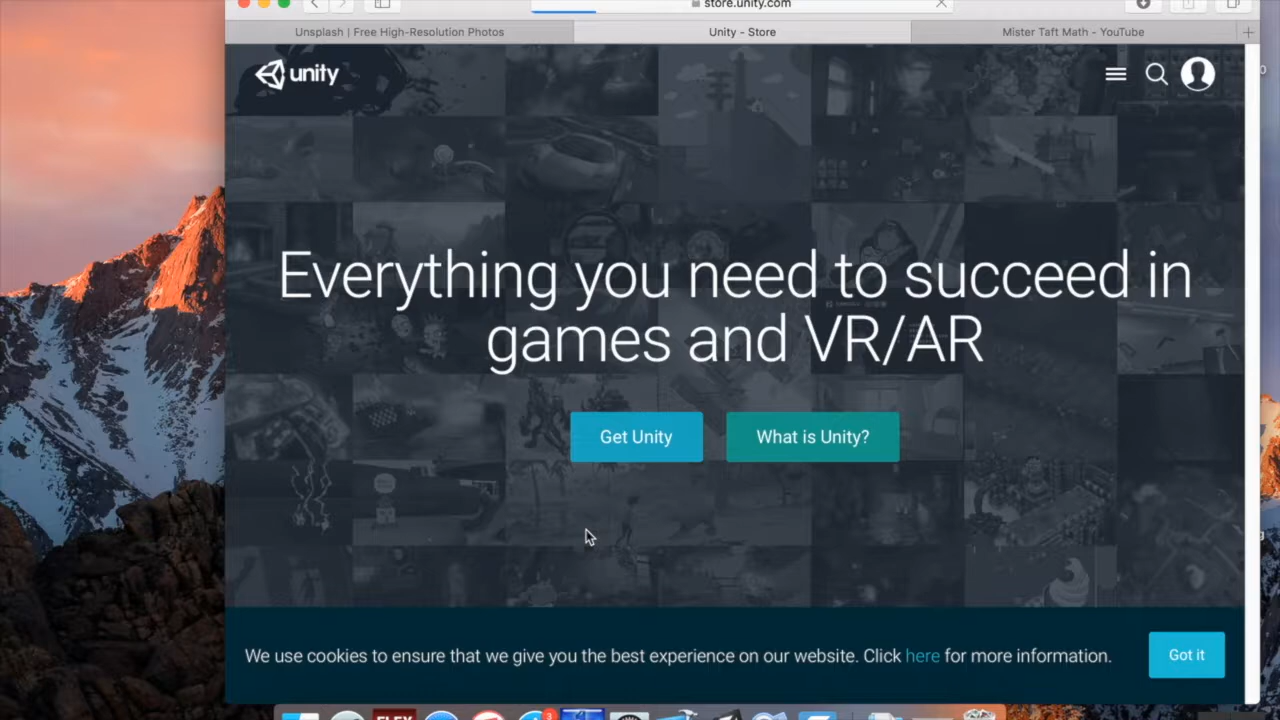 store.unity.com
Unsplash | Free High-Resolution Photos
Unity - Store
Mister Taft Math - YouTube
unity
Everything you need to succeed in
games and VR/AR
Get Unity
What is Unity?
We use cookies to ensure that we give you the best experience on our website. Click here for more information.
Got it
FLEX
3